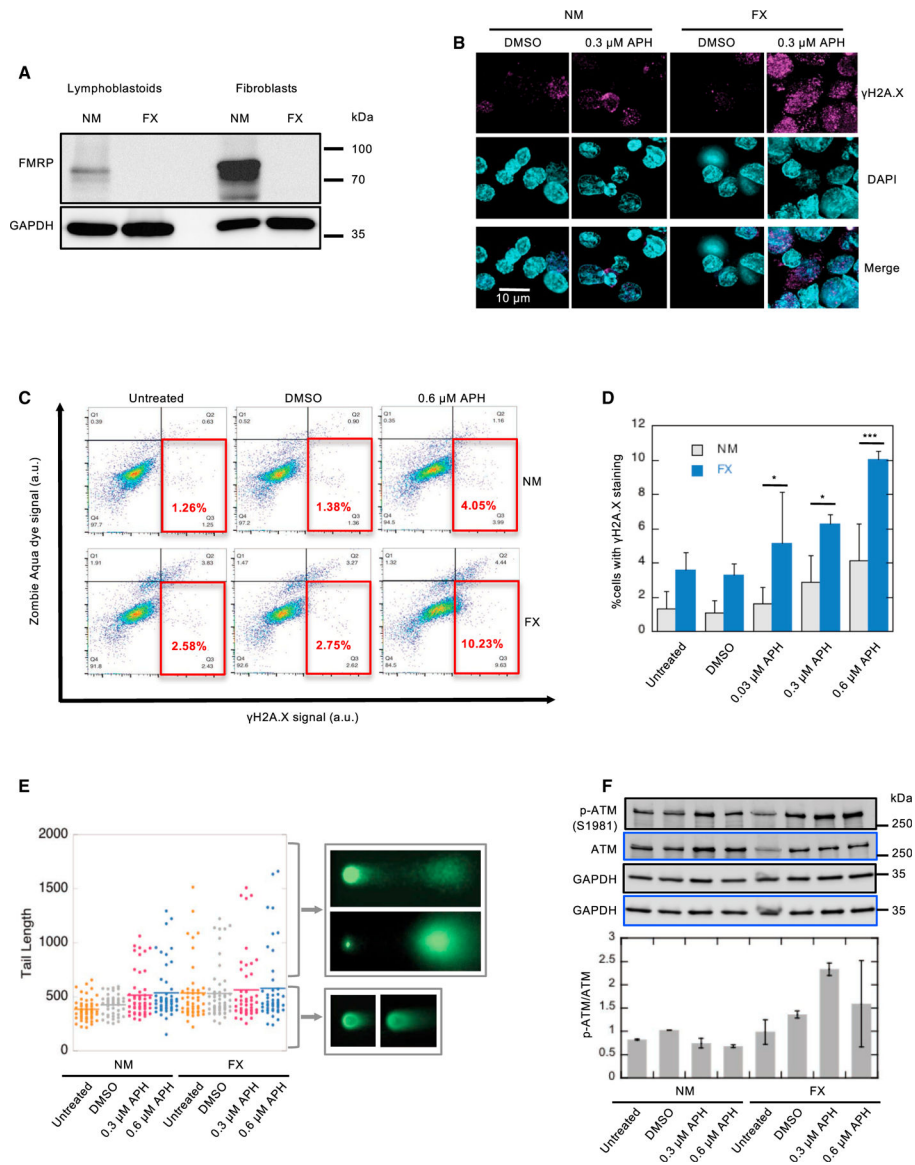 A
Lymphoblastoids Fibroblasts
NM FX NM FX kDa
FMRP
100
70
GAPDH
35
B
NM FX
DMSO 0.3 µM APH DMSO 0.3 µM APH
γH2A.X
DAPI
Merge
10 µm
C
Untreated DMSO 0.6 µM APH
Zombie Aqua dye signal (a.u.)
Q1 0.39 Q2 0.63
Q4 97.7 Q3 1.25
1.26%
Q1 0.52 Q2 0.90
Q4 97.2 Q3 1.36
1.38%
Q1 0.35 Q2 1.16
Q4 94.5 Q3 3.99
4.05%
NM
Q1 1.91 Q2 3.83
Q4 91.8 Q3 2.43
2.58%
Q1 1.47 Q2 3.27
Q4 92.6 Q3 2.62
2.75%
Q1 1.32 Q2 4.44
Q4 84.5 Q3 9.63
10.23%
FX
γH2A.X signal (a.u.)
D
%cells with γH2A.X staining
12
10
8
6
4
2
0
NM
FX
*
*
***
Untreated
DMSO
0.03 µM APH
0.3 µM APH
0.6 µM APH
E
Tail Length
2000
1500
1000
500
0
NM FX
Untreated
DMSO
0.3 µM APH
0.6 µM APH
Untreated
DMSO
0.3 µM APH
0.6 µM APH
F
kDa
p-ATM
(S1981)
250
ATM
250
GAPDH
35
GAPDH
35
p-ATM/ATM
3
2.5
2
1.5
1
0.5
0
NM FX
Untreated
DMSO
0.3 µM APH
0.6 µM APH
Untreated
DMSO
0.3 µM APH
0.6 µM APH